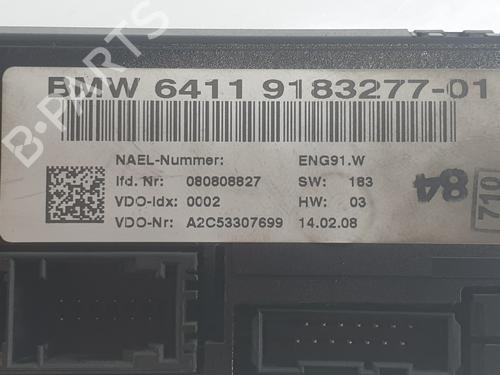 BMW 6411 9183277-01
NAEL-Nummer: ENG91.W
lfd. Nr: 080808827 SW: 183
VDO-Idx: 0002 HW: 03
VDO-Nr: A2C53307699 14.02.08
84
710
B-PARTS